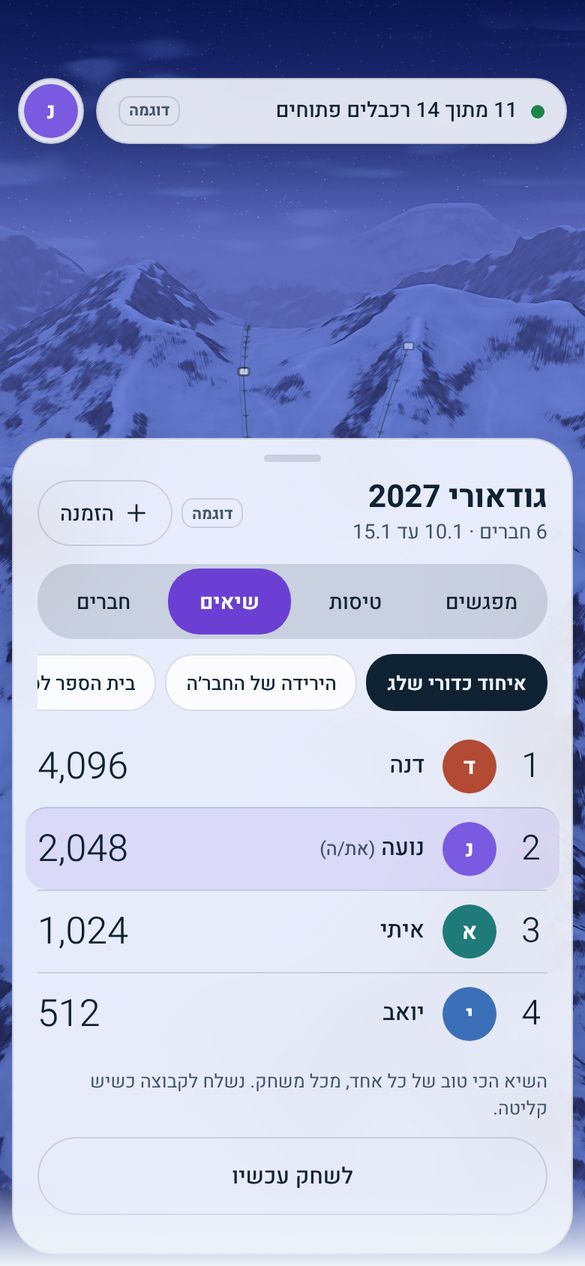 11 מתוך 14 רכבלים פתוחים
דוגמה
נ
גודאורי 2027
דוגמה
+ הזמנה
6 חברים · 10.1 עד 15.1
מפגשים
טיסות
שיאים
חברים
איחוד כדורי שלג
הירידה של החבר׳ה
בית הספר
1 ד דנה 4,096
2 נ נועה (את/ה) 2,048
3 א איתי 1,024
4 י יואב 512
השיא הכי טוב של כל אחד, מכל משחק. נשלח לקבוצה כשיש
קליטה.
לשחק עכשיו